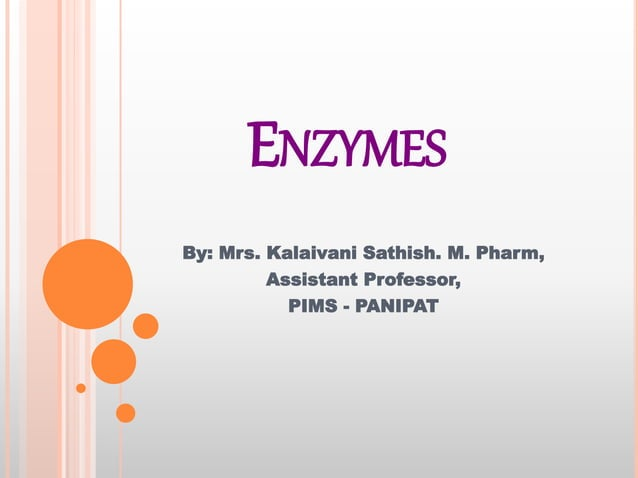 ENZYMES
By: Mrs. Kalaivani Sathish. M. Pharm,
Assistant Professor,
PIMS - PANIPAT